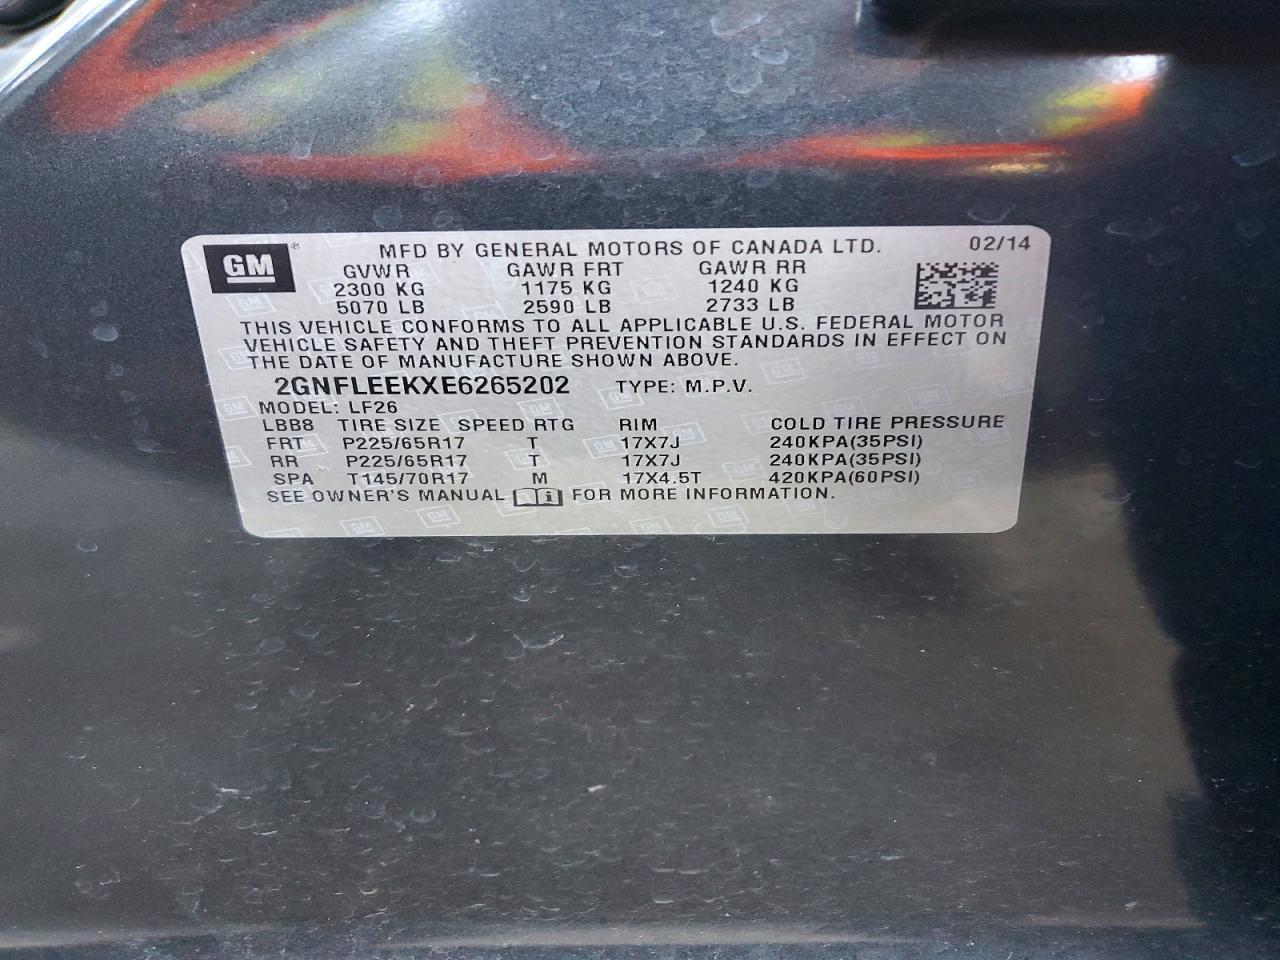 GM ® MFD BY GENERAL MOTORS OF CANADA LTD. 02/14
GVWR GAWR FRT GAWR RR
2300 KG 1175 KG 1240 KG
5070 LB 2590 LB 2733 LB
THIS VEHICLE CONFORMS TO ALL APPLICABLE U.S. FEDERAL MOTOR
VEHICLE SAFETY AND THEFT PREVENTION STANDARDS IN EFFECT ON
THE DATE OF MANUFACTURE SHOWN ABOVE.
2GNFLEEKXE6265202 TYPE: M.P.V.
MODEL: LF26
LBB8 TIRE SIZE SPEED RTG RIM COLD TIRE PRESSURE
FRT P225/65R17 T 17X7J 240KPA(35PSI)
RR P225/65R17 T 17X7J 240KPA(35PSI)
SPA T145/70R17 M 17X4.5T 420KPA(60PSI)
SEE OWNER'S MANUAL i FOR MORE INFORMATION.